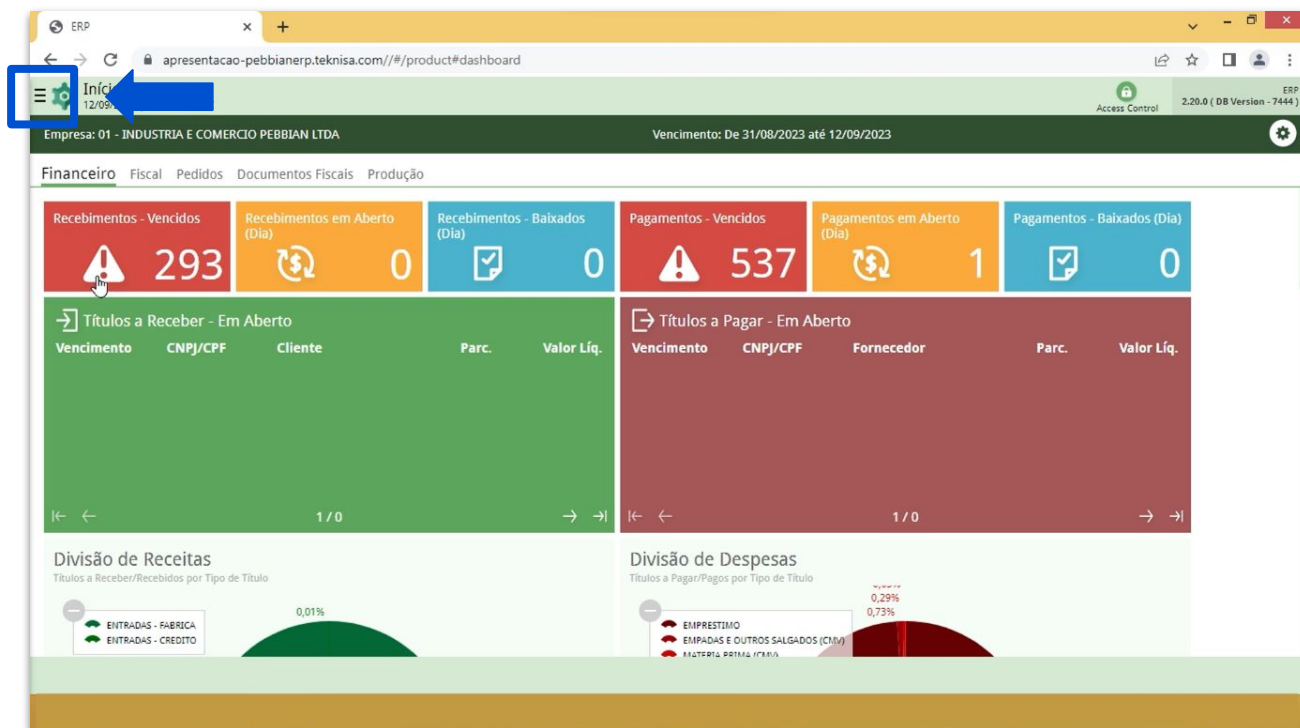 ERP
apresentacao-pebbianerp.teknisa.com//#/product#dashboard
Iníci
12/09/
Access Control
ERP
2.20.0 ( DB Version - 7444 )
Empresa: 01 - INDUSTRIA E COMERCIO PEBBIAN LTDA
Vencimento: De 31/08/2023 até 12/09/2023
Financeiro Fiscal Pedidos Documentos Fiscais Produção
Recebimentos - Vencidos
293
Recebimentos em Aberto
(Dia)
0
Recebimentos - Baixados
(Dia)
0
Pagamentos - Vencidos
537
Pagamentos em Aberto
(Dia)
1
Pagamentos - Baixados (Dia)
0
Títulos a Receber - Em Aberto
Vencimento CNPJ/CPF Cliente Parc. Valor Líq.
1 / 0
Títulos a Pagar - Em Aberto
Vencimento CNPJ/CPF Fornecedor Parc. Valor Líq.
1 / 0
Divisão de Receitas
Títulos a Receber/Recebidos por Tipo de Título
0,01%
ENTRADAS - FABRICA
ENTRADAS - CREDITO
Divisão de Despesas
Títulos a Pagar/Pagos por Tipo de Título
0,29%
0,73%
EMPRESTIMO
EMPADAS E OUTROS SALGADOS (CMV)
MATERIA PRIMA (CMV)